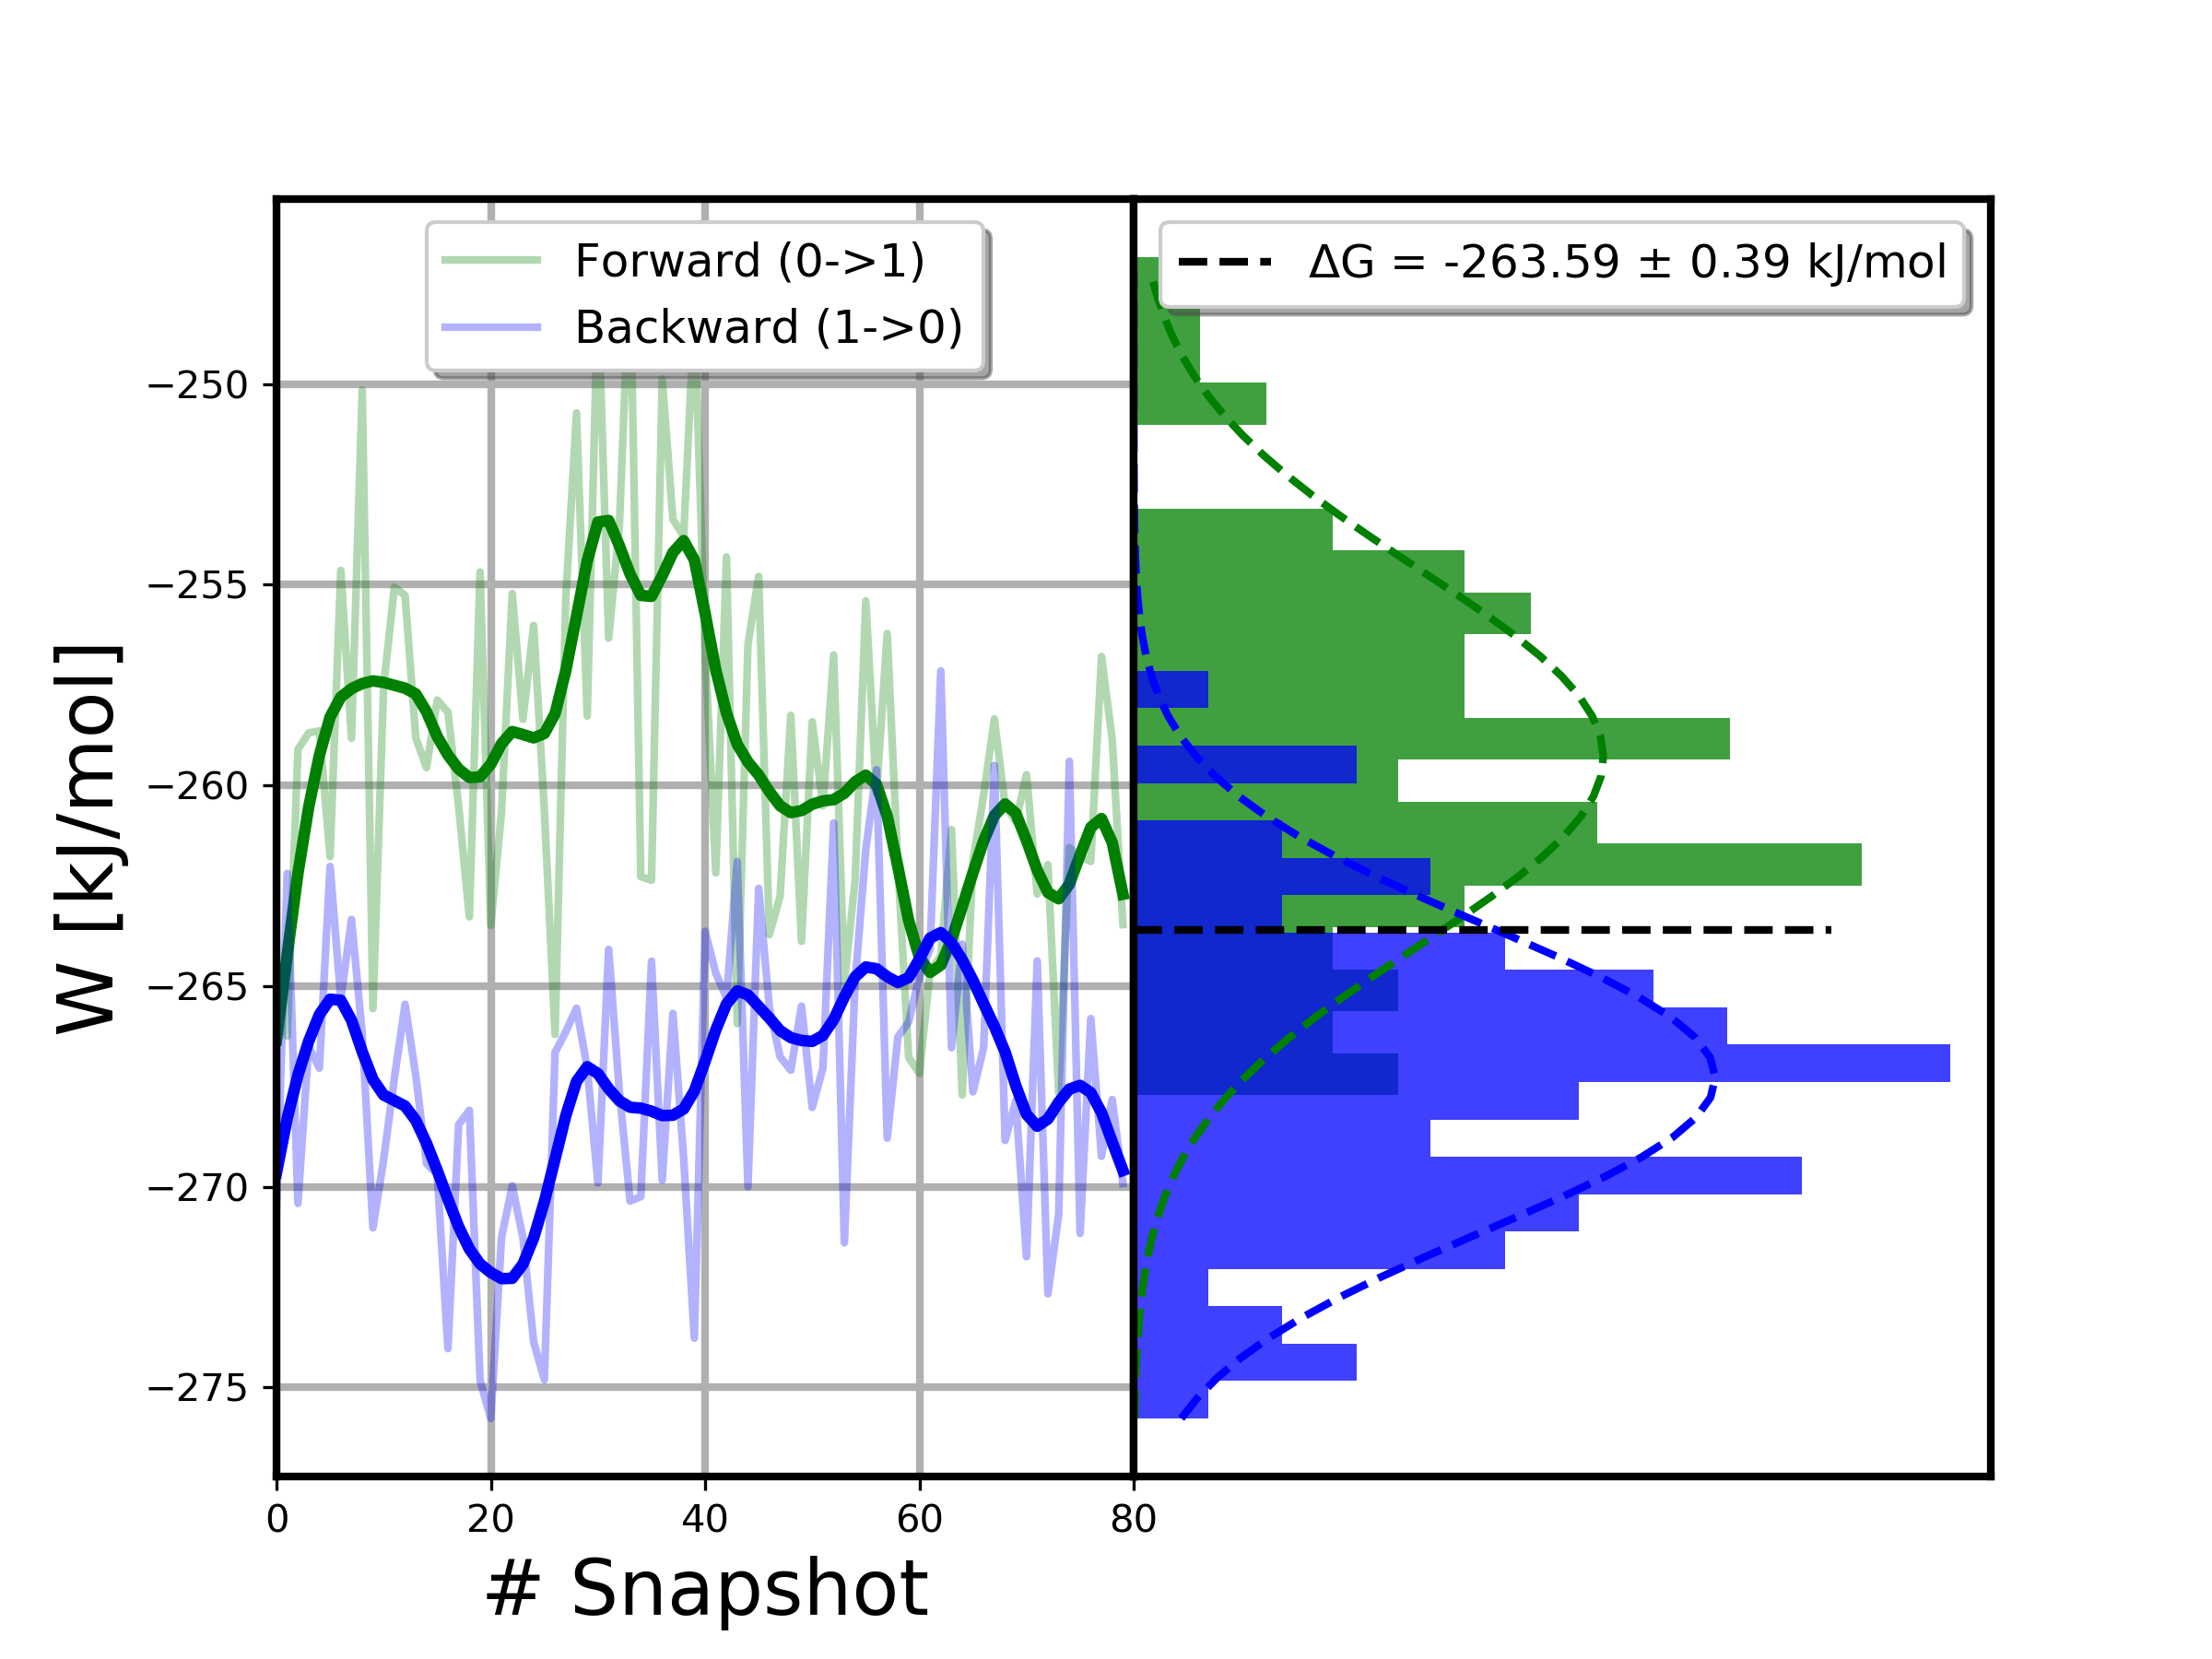 Forward (0->1)
Backward (1->0)
ΔG = -263.59 ± 0.39 kJ/mol
−250
−255
−260
−265
−270
−275
W [kJ/mol]
0 20 40 60 80
# Snapshot